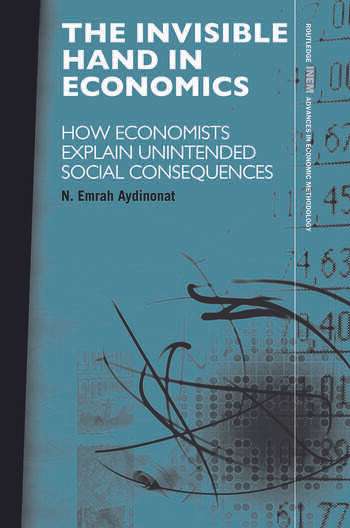 THE INVISIBLE
HAND IN
ECONOMICS
HOW ECONOMISTS
EXPLAIN UNINTENDED
SOCIAL CONSEQUENCES
N. Emrah Aydinonat
ROUTLEDGE INEM ADVANCES IN ECONOMIC METHODOLOGY